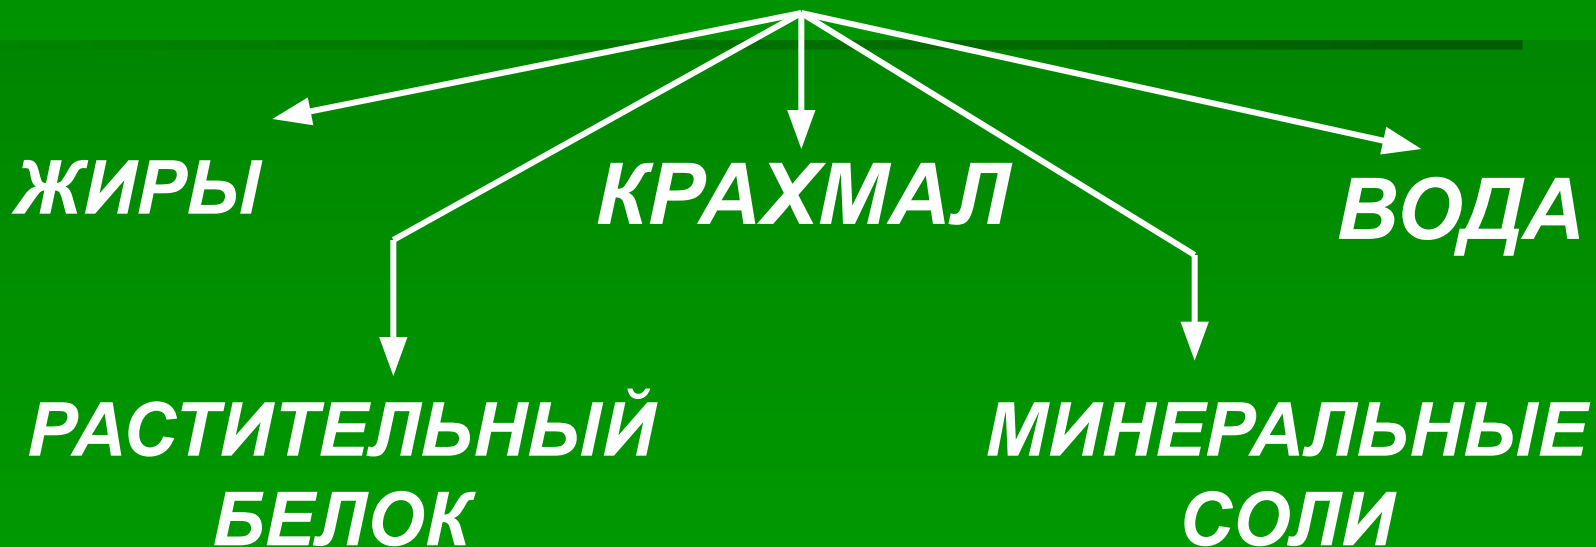 ЖИРЫ
КРАХМАЛ
ВОДА
РАСТИТЕЛЬНЫЙ
БЕЛОК
МИНЕРАЛЬНЫЕ
СОЛИ